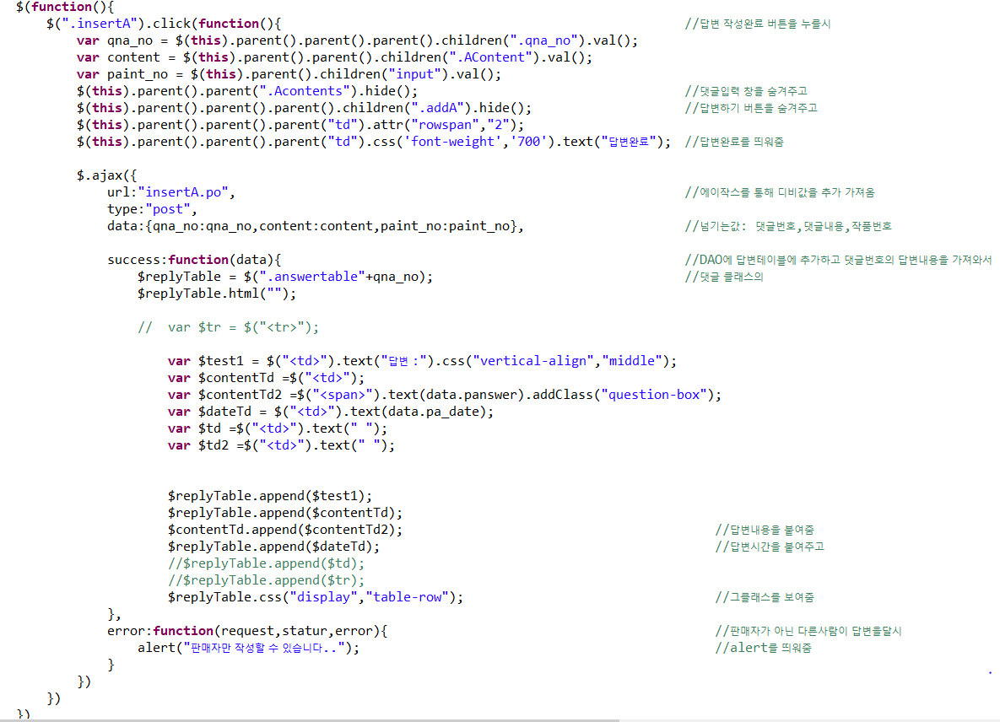 $(function(){
$(".insertA").click(function(){ //답변 작성완료 버튼을 누를시
var qna_no = $(this).parent().parent().parent().children(".qna_no").val();
var content = $(this).parent().parent().children(".AContent").val();
var paint_no = $(this).parent().children("input").val();
$(this).parent().parent(".Acontents").hide(); //댓글입력 창을 숨겨주고
$(this).parent().parent().parent().children(".addA").hide(); //답변하기 버튼을 숨겨주고
$(this).parent().parent().parent("td").attr("rowspan","2");
$(this).parent().parent().parent("td").css('font-weight','700').text("답변완료"); //답변완료를 띄워줌
$.ajax({
url:"insertA.po", //에이작스를 통해 디비값을 추가 가져옴
type:"post",
data:{qna_no:qna_no,content:content,paint_no:paint_no}, //넘기는값: 댓글번호,댓글내용,작품번호
success:function(data){ //DAO에 답변테이블에 추가하고 댓글번호의 답변내용을 가져와서
$replyTable = $(".answertable"+qna_no); //댓글 클래스의
$replyTable.html("");
// var $tr = $("<tr>");
var $test1 = $("<td>").text("답변 :").css("vertical-align","middle");
var $contentTd =$("<td>");
var $contentTd2 =$("<span>").text(data.panswer).addClass("question-box");
var $dateTd = $("<td>").text(data.pa_date);
var $td =$("<td>").text(" ");
var $td2 =$("<td>").text(" ");
$replyTable.append($test1);
$replyTable.append($contentTd);
$contentTd.append($contentTd2); //답변내용을 붙여줌
$replyTable.append($dateTd); //답변시간을 붙여주고
//$replyTable.append($td);
//$replyTable.append($tr);
$replyTable.css("display","table-row"); //그클래스를 보여줌
},
error:function(request,statur,error){ //판매자가 아닌 다른사람이 답변을달시
alert("판매자만 작성할 수 있습니다.."); //alert를 띄워줌
}
})
})
})